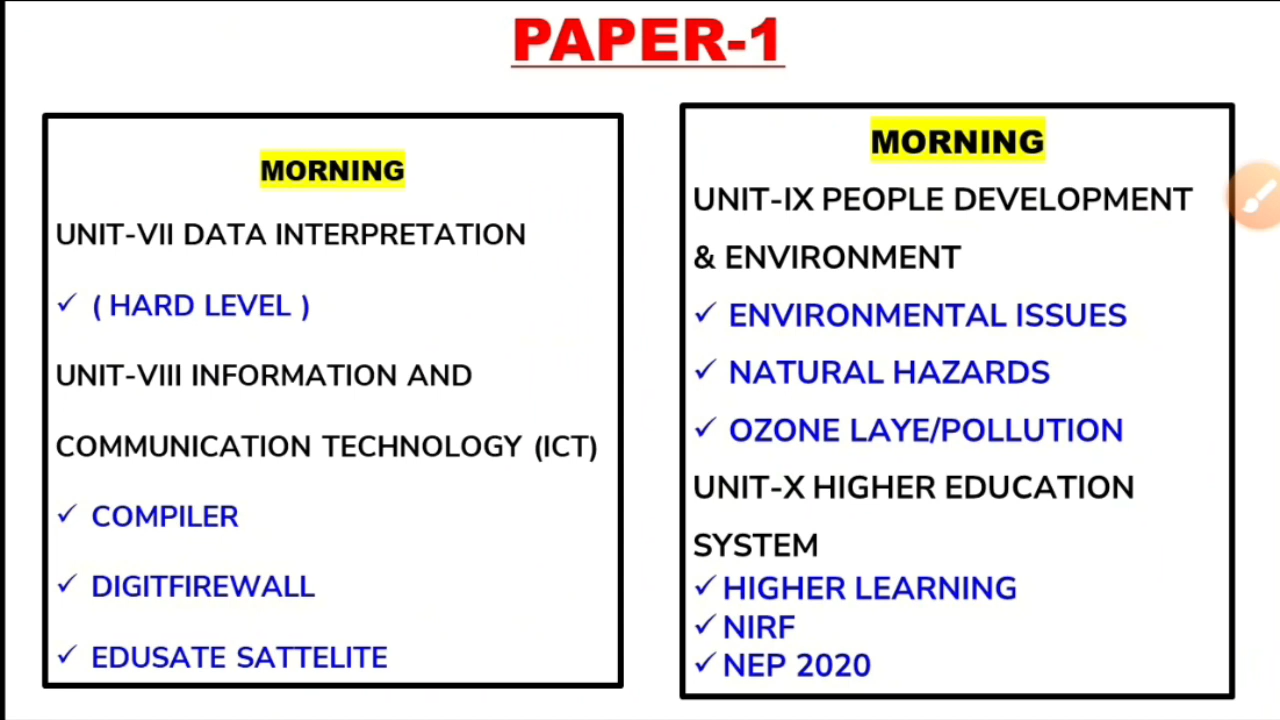 PAPER-1
MORNING
UNIT-VII DATA INTERPRETATION
✓ ( HARD LEVEL )
UNIT-VIII INFORMATION AND
COMMUNICATION TECHNOLOGY (ICT)
✓ COMPILER
✓ DIGITFIREWALL
✓ EDUSATE SATTELITE
MORNING
UNIT-IX PEOPLE DEVELOPMENT
& ENVIRONMENT
✓ ENVIRONMENTAL ISSUES
✓ NATURAL HAZARDS
✓ OZONE LAYE/POLLUTION
UNIT-X HIGHER EDUCATION
SYSTEM
✓ HIGHER LEARNING
✓ NIRF
✓ NEP 2020